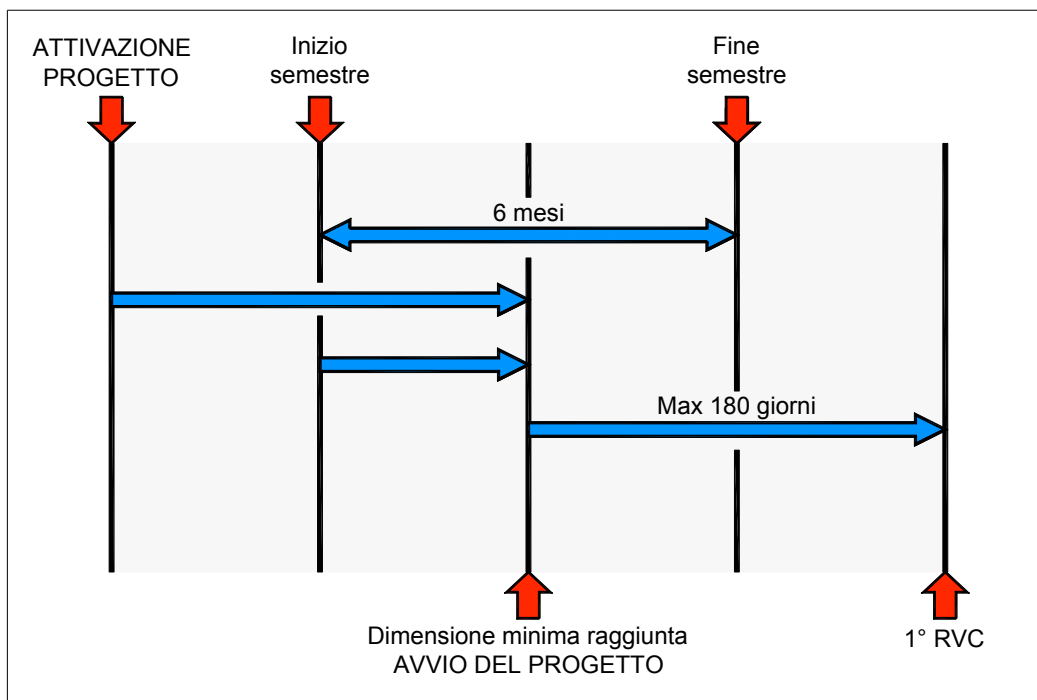 ATTIVAZIONE
PROGETTO
Inizio
semestre
Fine
semestre
6 mesi
Max 180 giorni
Dimensione minima raggiunta
AVVIO DEL PROGETTO
1° RVC